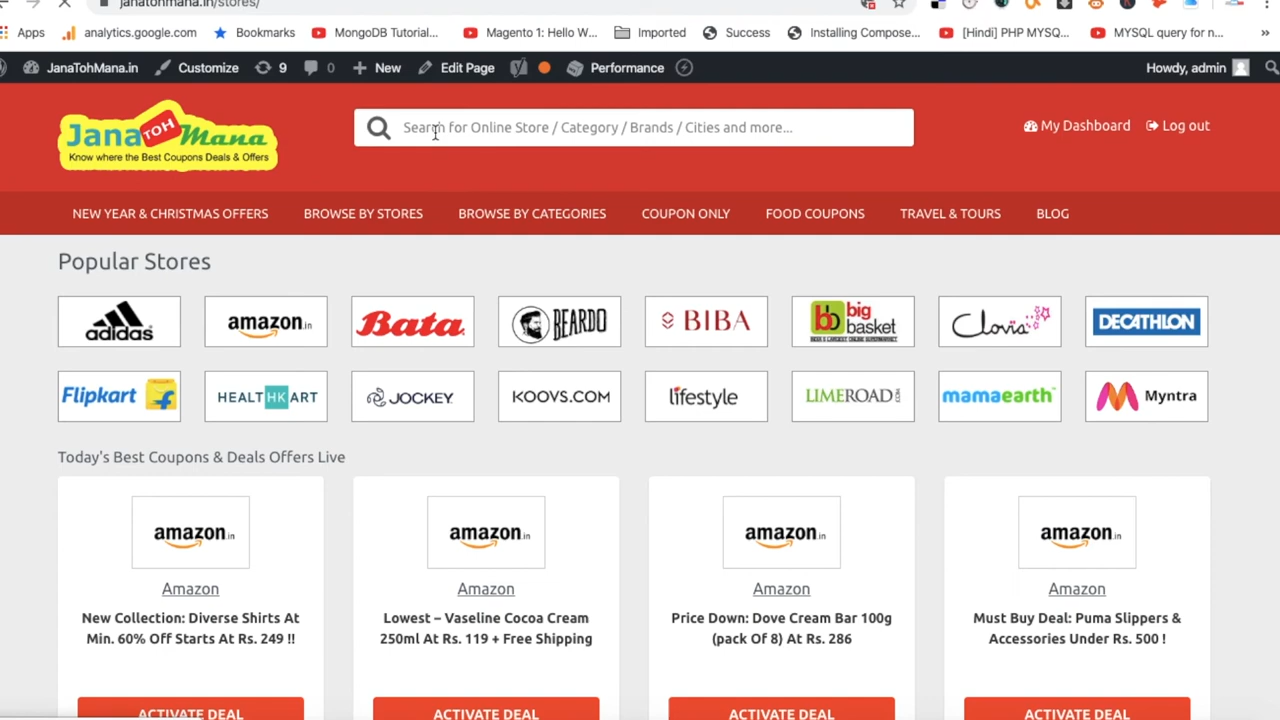 janatohmana.in/stores/
Apps analytics.google.com Bookmarks MongoDB Tutorial... Magento 1: Hello W... Imported Success Installing Compose... [Hindi] PHP MYSQ... MYSQL query for n... »
JanaTohMana.in Customize 9 0 New Edit Page Performance Howdy, admin
Jana TOH Mana
Know where the Best Coupons Deals & Offers
Search for Online Store / Category / Brands / Cities and more...
My Dashboard Log out
NEW YEAR & CHRISTMAS OFFERS BROWSE BY STORES BROWSE BY CATEGORIES COUPON ONLY FOOD COUPONS TRAVEL & TOURS BLOG
Popular Stores
adidas amazon.in Bata BEARDO BIBA bb big basket Clovia DECATHLON
INDIA'S LARGEST ONLINE SUPERMARKET
Flipkart HEALTHKART JOCKEY KOOVS.COM lifestyle LIMEROAD.COM mamaearth Myntra
Today's Best Coupons & Deals Offers Live
amazon.in amazon.in amazon.in amazon.in
Amazon Amazon Amazon Amazon
New Collection: Diverse Shirts At
Min. 60% Off Starts At Rs. 249 !!
Lowest – Vaseline Cocoa Cream
250ml At Rs. 119 + Free Shipping
Price Down: Dove Cream Bar 100g
(pack Of 8) At Rs. 286
Must Buy Deal: Puma Slippers &
Accessories Under Rs. 500 !
ACTIVATE DEAL ACTIVATE DEAL ACTIVATE DEAL ACTIVATE DEAL